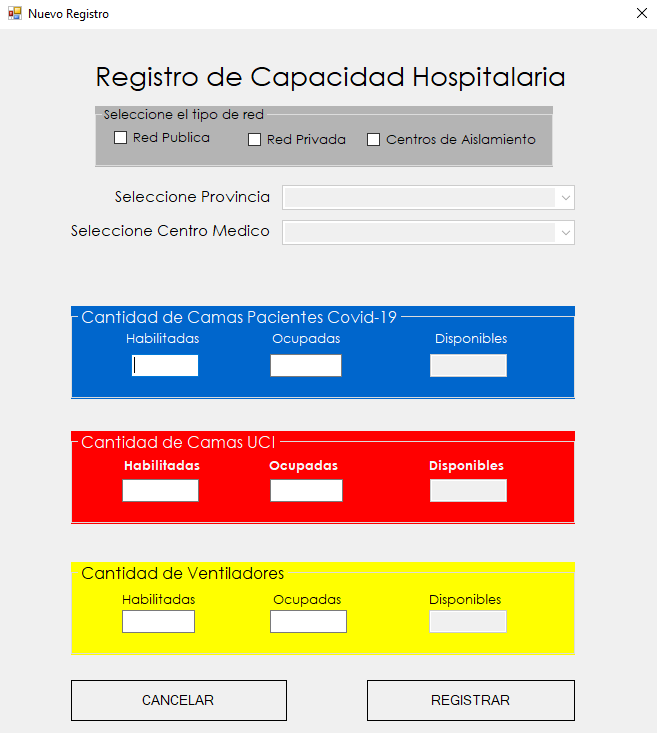 Nuevo Registro
Registro de Capacidad Hospitalaria
Seleccione el tipo de red
Red Publica Red Privada Centros de Aislamiento
Seleccione Provincia
Seleccione Centro Medico
Cantidad de Camas Pacientes Covid-19
Habilitadas Ocupadas Disponibles
Cantidad de Camas UCI
Habilitadas Ocupadas Disponibles
Cantidad de Ventiladores
Habilitadas Ocupadas Disponibles
CANCELAR REGISTRAR